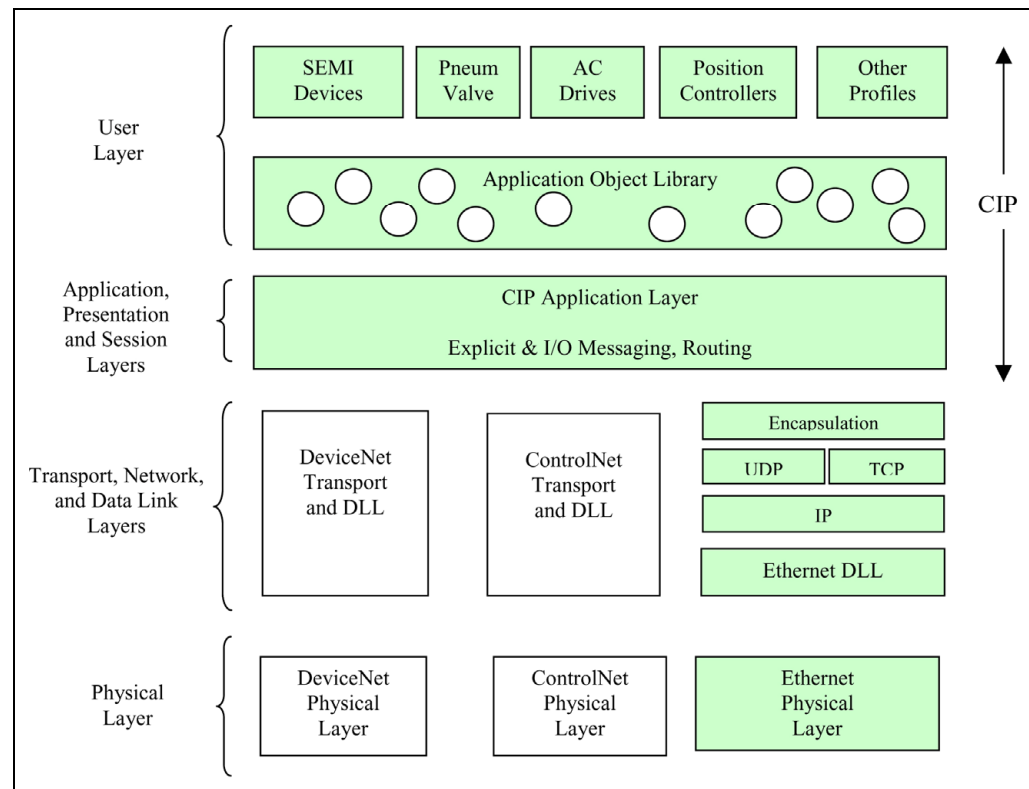 User
Layer
SEMI
Devices
Pneum
Valve
AC
Drives
Position
Controllers
Other
Profiles
Application Object Library
CIP
Application,
Presentation
and Session
Layers
CIP Application Layer
Explicit & I/O Messaging, Routing
Transport, Network,
and Data Link
Layers
DeviceNet
Transport
and DLL
ControlNet
Transport
and DLL
Encapsulation
UDP
TCP
IP
Ethernet DLL
Physical
Layer
DeviceNet
Physical
Layer
ControlNet
Physical
Layer
Ethernet
Physical
Layer